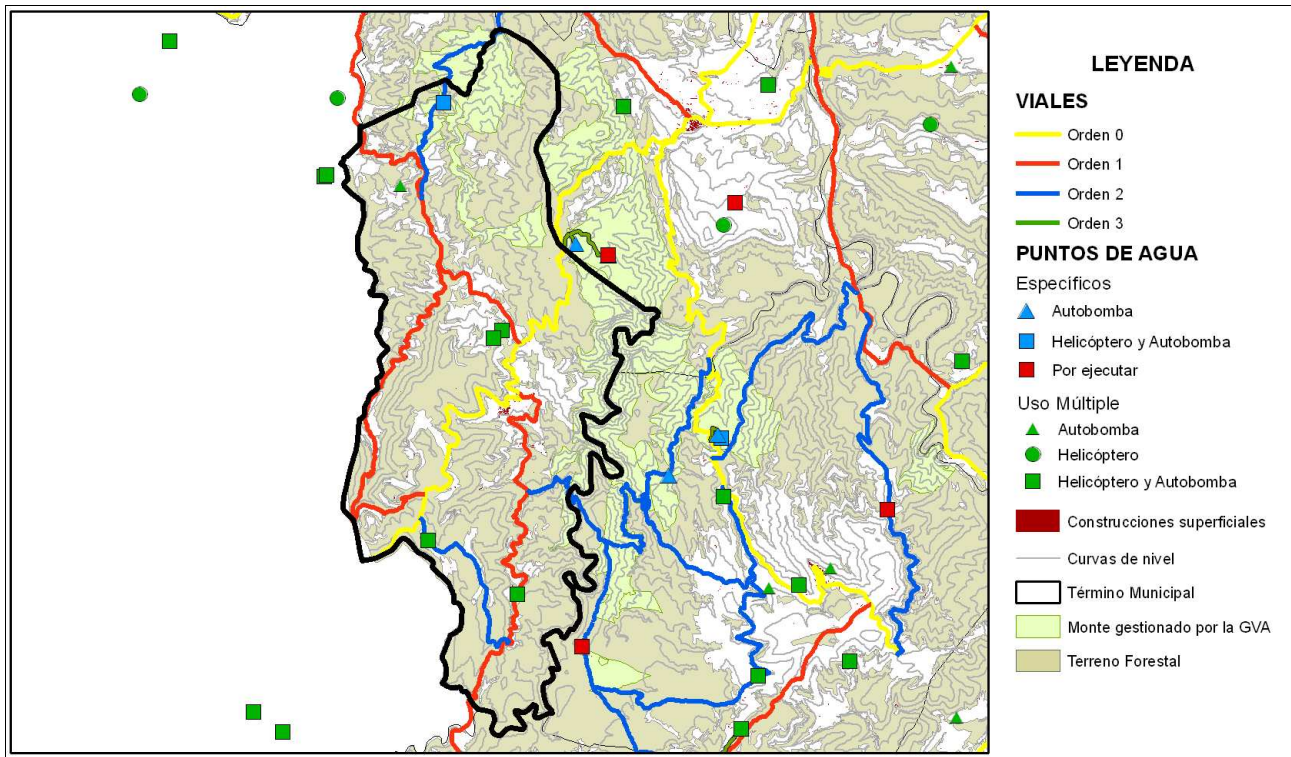 LEYENDA
VIALES
Orden 0
Orden 1
Orden 2
Orden 3
PUNTOS DE AGUA
Específicos
Autobomba
Helicóptero y Autobomba
Por ejecutar
Uso Múltiple
Autobomba
Helicóptero
Helicóptero y Autobomba
Construcciones superficiales
Curvas de nivel
Término Municipal
Monte gestionado por la GVA
Terreno Forestal